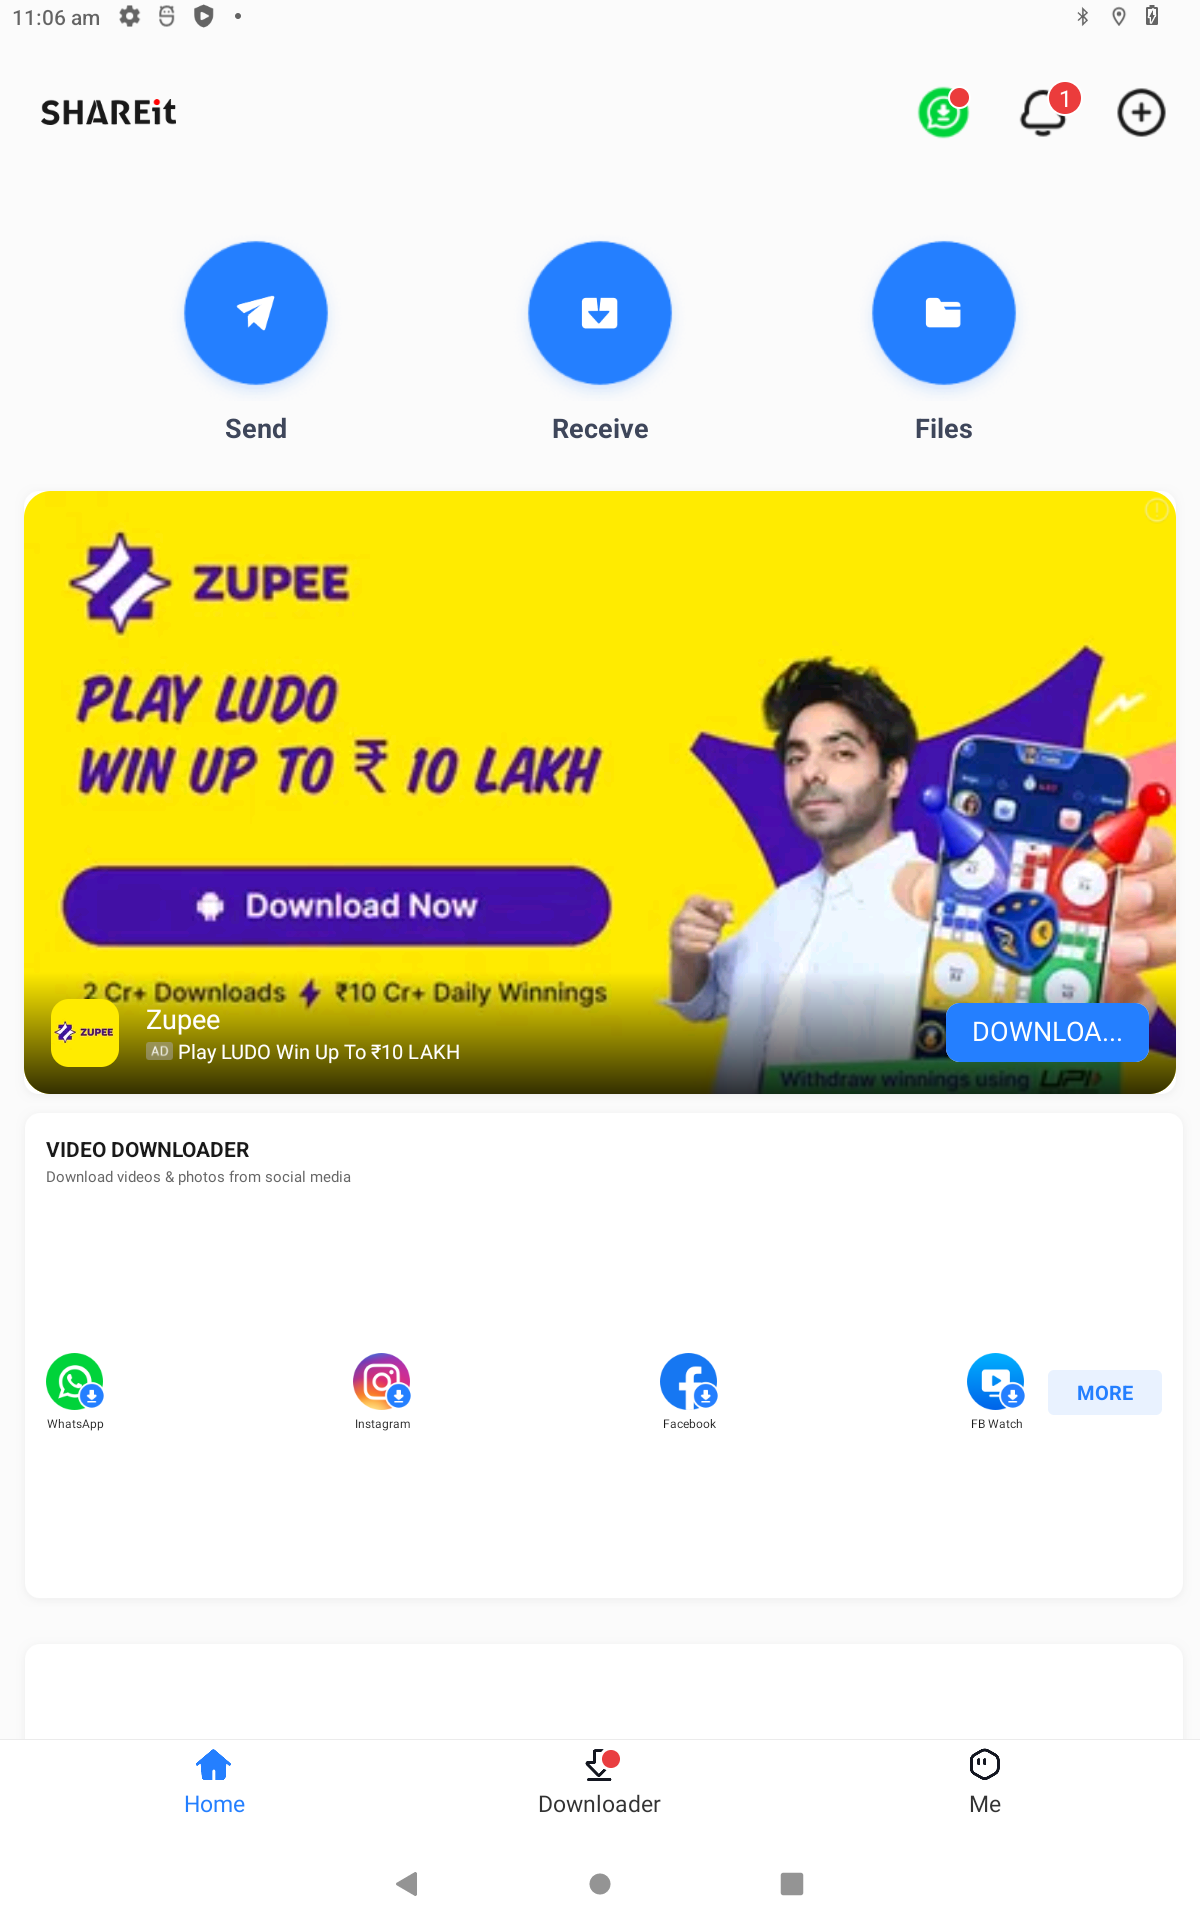 11:06 am
SHAREit
1
Send
Receive
Files
ZUPEE
PLAY LUDO
WIN UP TO ₹ 10 LAKH
Download Now
2 Cr+ Downloads ₹10 Cr+ Daily Winnings
ZUPEE
Zupee
AD Play LUDO Win Up To ₹10 LAKH
DOWNLOA...
Withdraw winnings using UPI
VIDEO DOWNLOADER
Download videos & photos from social media
WhatsApp
Instagram
Facebook
FB Watch
MORE
Home
Downloader
Me